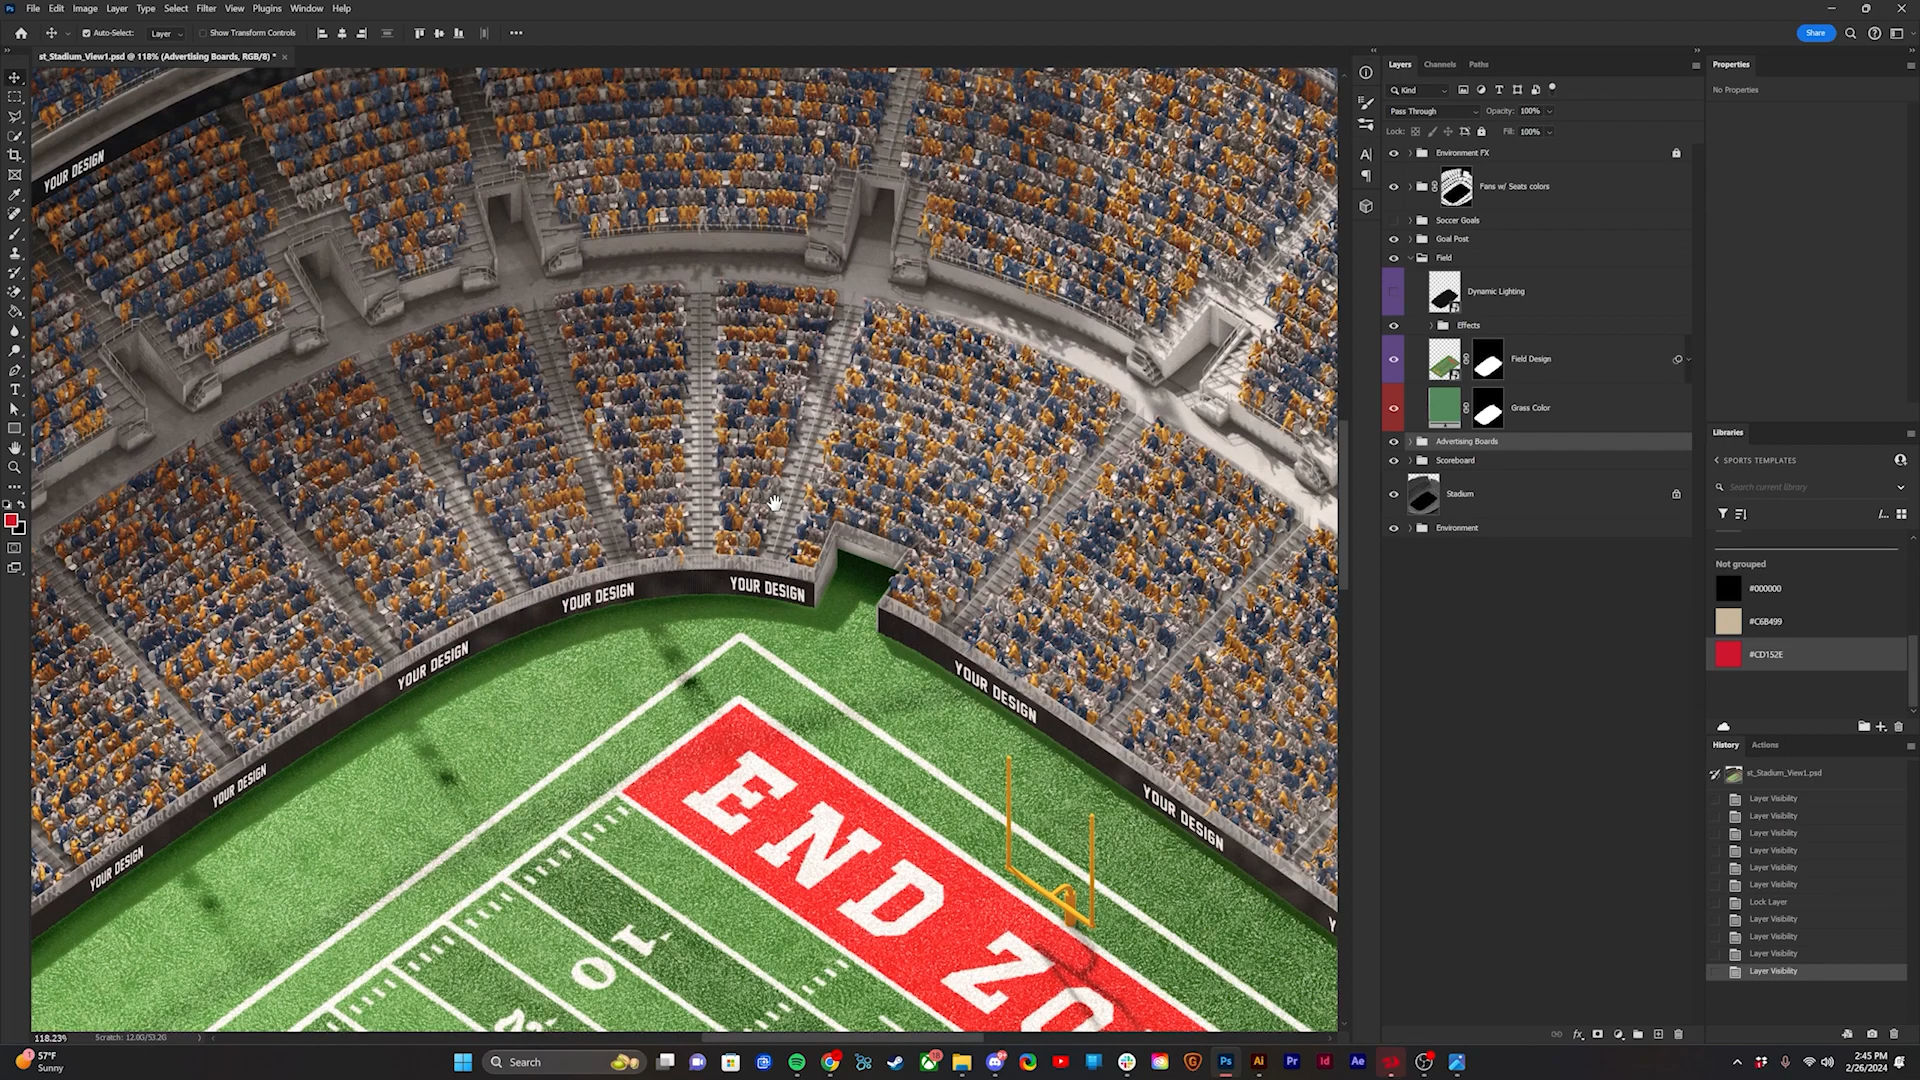 File Edit Image Layer Type Select Filter View Plugins Window Help
Auto-Select: Layer Show Transform Controls
Share
st_Stadium_View1.psd @ 118% (Advertising Boards, RGB/8) *
YOUR DESIGN
YOUR DESIGN
YOUR DESIGN
YOUR DESIGN
YOUR DESIGN
YOUR DESIGN
YOUR DESIGN
YOUR DESIGN
END ZO
10
118.23% Scratch: 12.0G/53.2G
Layers Channels Paths
Kind
Pass Through Opacity: 100%
Lock: Fill: 100%
Environment FX
Fans w/ Seats colors
Soccer Goals
Goal Post
Field
Dynamic Lighting
Effects
Field Design
Grass Color
Advertising Boards
Scoreboard
Stadium
Environment
Properties
No Properties
Libraries
SPORTS TEMPLATES
Search current library
Not grouped
#000000
#C6B499
#CD152E
History Actions
st_Stadium_View1.psd
Layer Visibility
Layer Visibility
Layer Visibility
Layer Visibility
Layer Visibility
Layer Visibility
Lock Layer
Layer Visibility
Layer Visibility
Layer Visibility
Layer Visibility
57°F
Sunny
Search
2:45 PM
2/26/2024